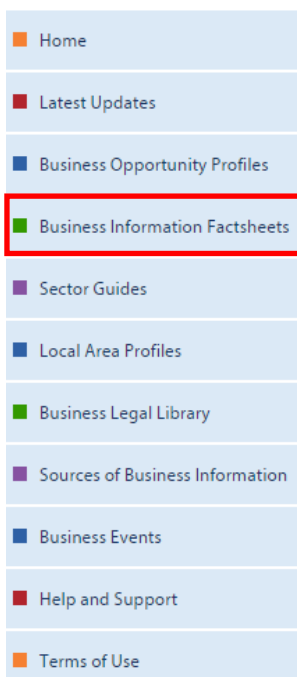 Home
Latest Updates
Business Opportunity Profiles
Business Information Factsheets
Sector Guides
Local Area Profiles
Business Legal Library
Sources of Business Information
Business Events
Help and Support
Terms of Use